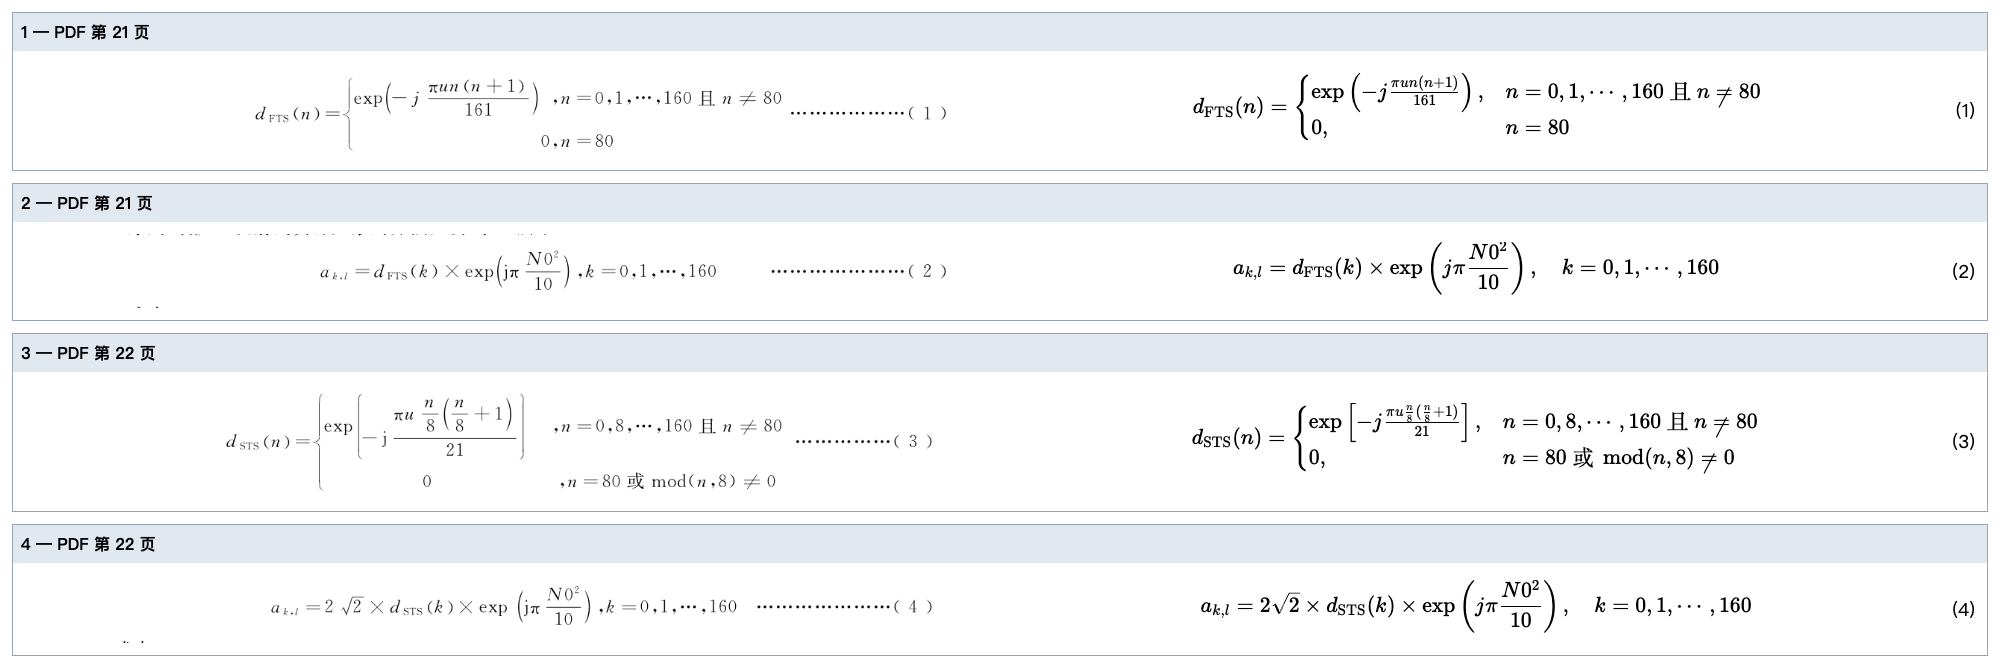 1 — PDF 第 21 页
d_FTS(n)={exp(−j πun(n+1)/161) ,n=0,1,…,160 且 n≠80
0,n=80 ………………( 1 )
d_FTS(n) = {exp(−j πun(n+1)/161), n = 0, 1, ⋯ , 160 且 n ≠ 80
0, n = 80 (1)
2 — PDF 第 21 页
a_k,l=d_FTS(k)×exp(jπ N0²/10),k=0,1,…,160 …………………( 2 )
a_k,l = d_FTS(k) × exp(jπ N0²/10), k = 0, 1, ⋯ , 160 (2)
3 — PDF 第 22 页
d_STS(n)={exp[−j πu n/8(n/8+1)/21] ,n=0,8,…,160 且 n≠80
0 ,n=80 或 mod(n,8)≠0 ……………( 3 )
d_STS(n) = {exp[−j πu n/8(n/8+1)/21], n = 0, 8, ⋯ , 160 且 n ≠ 80
0, n = 80 或 mod(n, 8) ≠ 0 (3)
4 — PDF 第 22 页
a_k,l=2√2×d_STS(k)×exp(jπ N0²/10),k=0,1,…,160 …………………( 4 )
a_k,l = 2√2 × d_STS(k) × exp(jπ N0²/10), k = 0, 1, ⋯ , 160 (4)